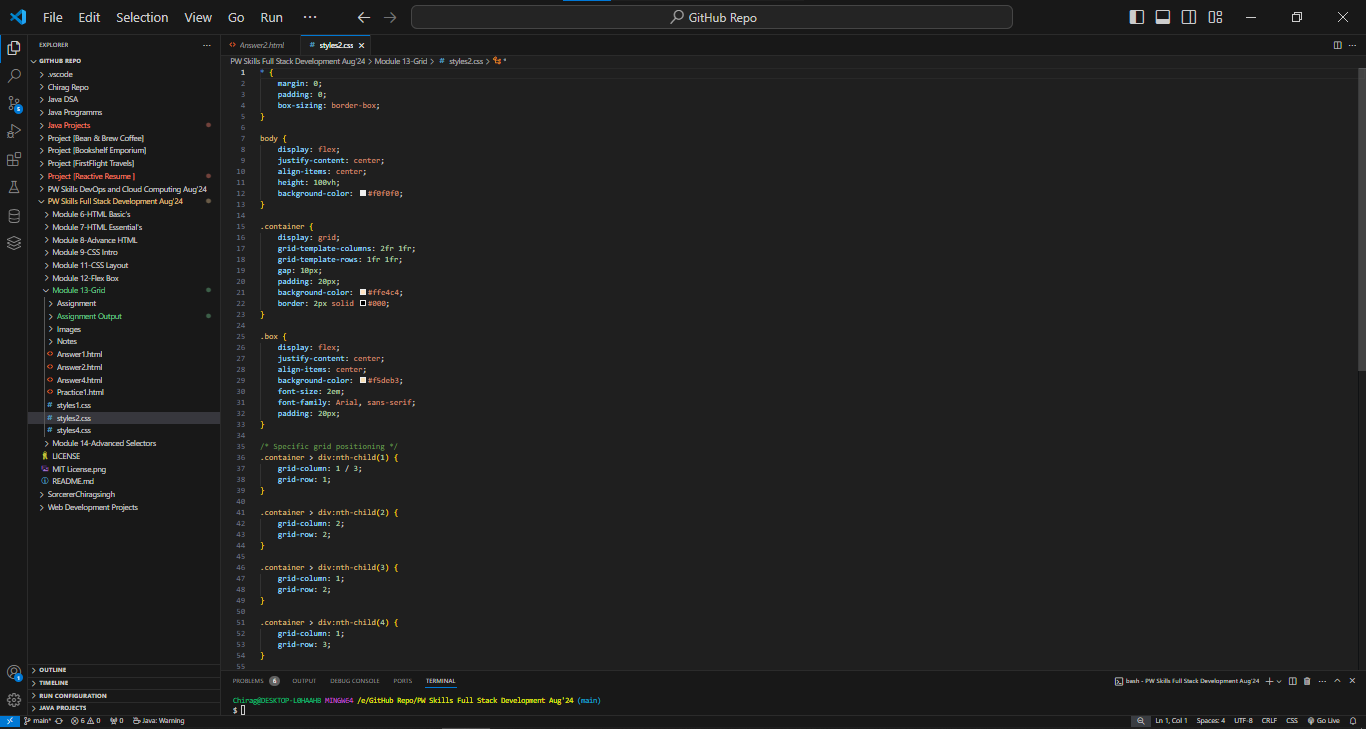 File Edit Selection View Go Run ··· GitHub Repo
EXPLORER ···
GITHUB REPO
.vscode
Chirag Repo
Java DSA
Java Programms
Java Projects
Project [Bean & Brew Coffee]
Project [Bookshelf Emporium]
Project [FirstFlight Travels]
Project [Reactive Resume ]
PW Skills DevOps and Cloud Computing Aug'24
PW Skills Full Stack Development Aug'24
Module 6-HTML Basic's
Module 7-HTML Essential's
Module 8-Advance HTML
Module 9-CSS Intro
Module 11-CSS Layout
Module 12-Flex Box
Module 13-Grid
Assignment
Assignment Output
Images
Notes
Answer1.html
Answer2.html
Answer4.html
Practice1.html
styles1.css
styles2.css
styles4.css
Module 14-Advanced Selectors
LICENSE
MIT License.png
README.md
SorcererChiragsingh
Web Development Projects
OUTLINE
TIMELINE
RUN CONFIGURATION
JAVA PROJECTS
Answer2.html # styles2.css
PW Skills Full Stack Development Aug'24 > Module 13-Grid > # styles2.css > *
1 * {
2 margin: 0;
3 padding: 0;
4 box-sizing: border-box;
5 }
6
7 body {
8 display: flex;
9 justify-content: center;
10 align-items: center;
11 height: 100vh;
12 background-color: #f0f0f0;
13 }
14
15 .container {
16 display: grid;
17 grid-template-columns: 2fr 1fr;
18 grid-template-rows: 1fr 1fr;
19 gap: 10px;
20 padding: 20px;
21 background-color: #ffe4c4;
22 border: 2px solid #000;
23 }
24
25 .box {
26 display: flex;
27 justify-content: center;
28 align-items: center;
29 background-color: #f5deb3;
30 font-size: 2em;
31 font-family: Arial, sans-serif;
32 padding: 20px;
33 }
34
35 /* Specific grid positioning */
36 .container > div:nth-child(1) {
37 grid-column: 1 / 3;
38 grid-row: 1;
39 }
40
41 .container > div:nth-child(2) {
42 grid-column: 2;
43 grid-row: 2;
44 }
45
46 .container > div:nth-child(3) {
47 grid-column: 1;
48 grid-row: 2;
49 }
50
51 .container > div:nth-child(4) {
52 grid-column: 1;
53 grid-row: 3;
54 }
55
PROBLEMS 6 OUTPUT DEBUG CONSOLE PORTS TERMINAL bash - PW Skills Full Stack Development Aug'24
Chirag@DESKTOP-L0HAAH0 MINGW64 /e/GitHub Repo/PW Skills Full Stack Development Aug'24 (main)
$
main* 6 0 0 Java: Warning Ln 1, Col 1 Spaces: 4 UTF-8 CRLF CSS Go Live